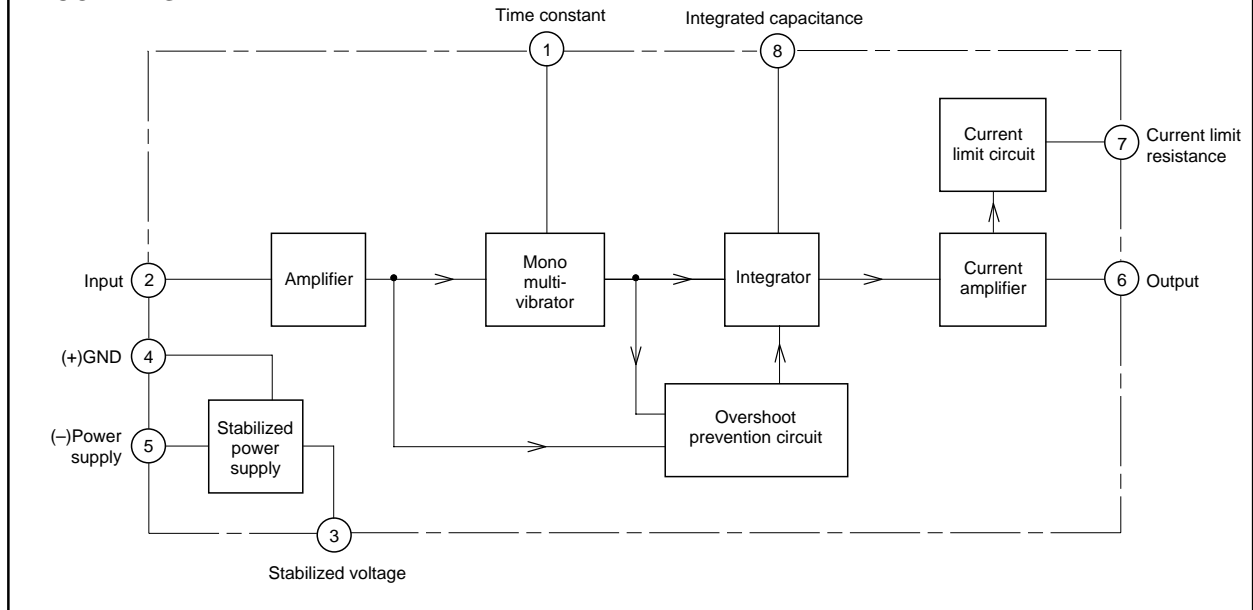 Time constant
Integrated capacitance
1
8
Current
limit circuit
7
Current limit
resistance
Input
2
Amplifier
Mono
multi-
vibrator
Integrator
Current
amplifier
6
Output
(+)GND
4
(–)Power
supply
5
Stabilized
power
supply
Overshoot
prevention circuit
3
Stabilized voltage